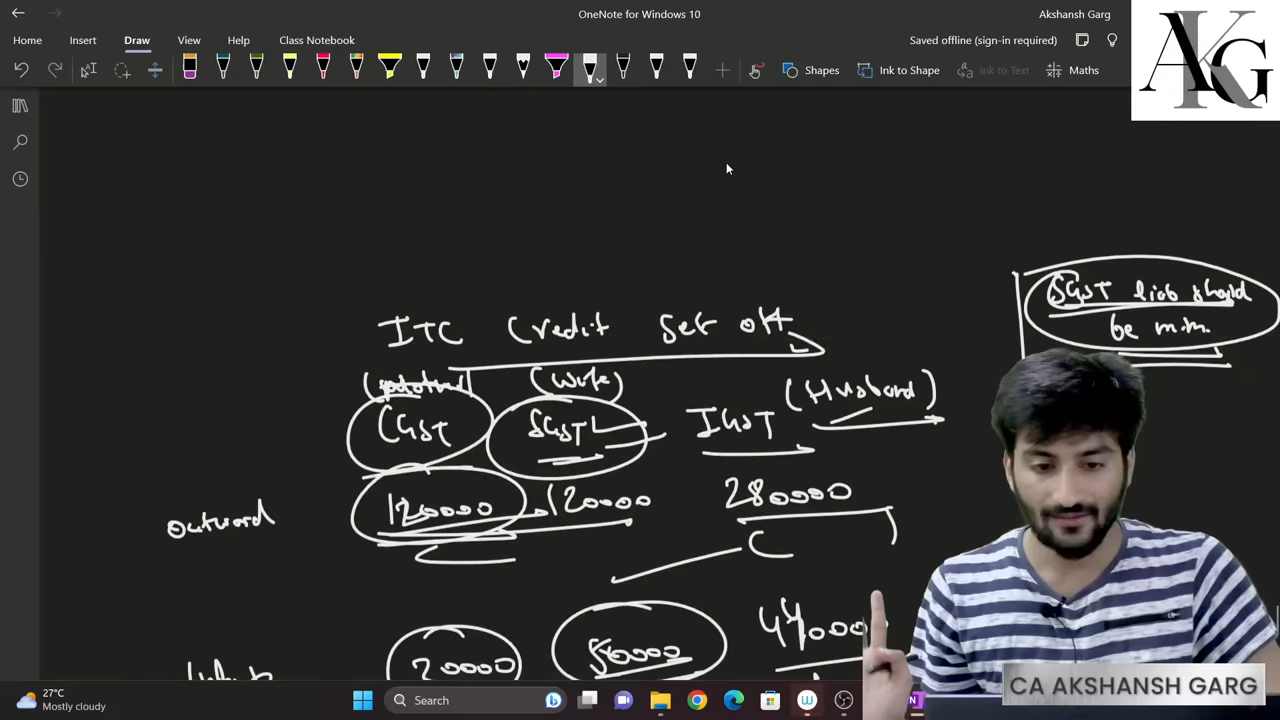 OneNote for Windows 10
Akshansh Garg
Home Insert Draw View Help Class Notebook
Saved offline (sign-in required)
Shapes Ink to Shape Ink to Text Maths
AKG
ITC Credit Set off
(Wife)
CGST SGST IGST (Husband)
outward 120000 120000 280000
SGST liab should
be min.
20000
CA AKSHANSH GARG
27°C
Mostly cloudy
Search